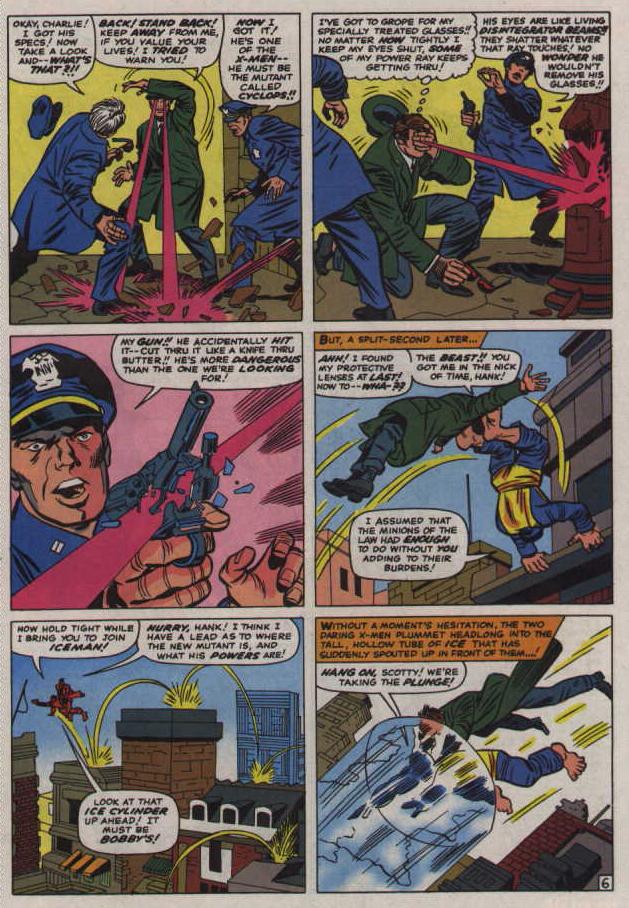 OKAY, CHARLIE!
I GOT HIS
SPECS! NOW
TAKE A LOOK
AND--WHAT'S
THAT?!!
BACK! STAND BACK!
KEEP AWAY FROM ME,
IF YOU VALUE YOUR
LIVES! I TRIED TO
WARN YOU!
NOW I
GOT IT!
HE'S ONE
OF THE
X-MEN--
HE MUST BE
THE MUTANT
CALLED
CYCLOPS!!
I'VE GOT TO GROPE FOR MY
SPECIALLY TREATED GLASSES!!
NO MATTER HOW TIGHTLY I
KEEP MY EYES SHUT, SOME
OF MY POWER RAY KEEPS
GETTING THRU!
HIS EYES ARE LIKE LIVING
DISINTEGRATOR BEAMS!!
THEY SHATTER WHATEVER
THAT RAY TOUCHES! NO
WONDER HE
WOULDN'T
REMOVE HIS
GLASSES!!
MY GUN!! HE ACCIDENTALLY HIT
IT--CUT THRU IT LIKE A KNIFE THRU
BUTTER!! HE'S MORE DANGEROUS
THAN THE ONE WE'RE LOOKING
FOR!
BUT, A SPLIT-SECOND LATER...
AHH! I FOUND
MY PROTECTIVE
LENSES AT LAST!
NOW TO--WHA-??
THE BEAST!! YOU
GOT ME IN THE NICK
OF TIME, HANK!
I ASSUMED THAT
THE MINIONS OF THE
LAW HAD ENOUGH
TO DO WITHOUT YOU
ADDING TO THEIR
BURDENS!
NOW HOLD TIGHT WHILE
I BRING YOU TO JOIN
ICEMAN!
HURRY, HANK! I THINK I
HAVE A LEAD AS TO WHERE
THE NEW MUTANT IS, AND
WHAT HIS POWERS ARE!
LOOK AT THAT
ICE CYLINDER
UP AHEAD! IT
MUST BE
BOBBY'S!
WITHOUT A MOMENT'S HESITATION, THE TWO
DARING X-MEN PLUMMET HEADLONG INTO THE
TALL, HOLLOW TUBE OF ICE THAT HAS
SUDDENLY SPOUTED UP IN FRONT OF THEM...!
HANG ON, SCOTTY! WE'RE
TAKING THE PLUNGE!
6